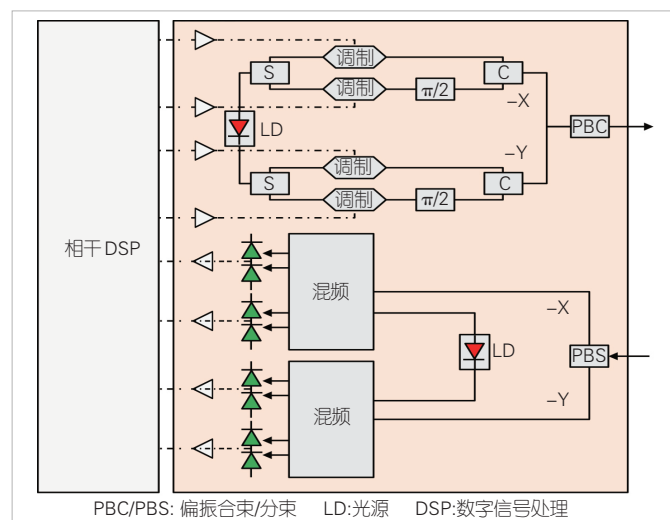 调制
S
C
调制
π/2
–X
LD
PBC
–Y
调制
S
C
调制
π/2
相干DSP
混频
–X
LD
PBS
混频
–Y
PBC/PBS: 偏振合束/分束 LD:光源 DSP:数字信号处理